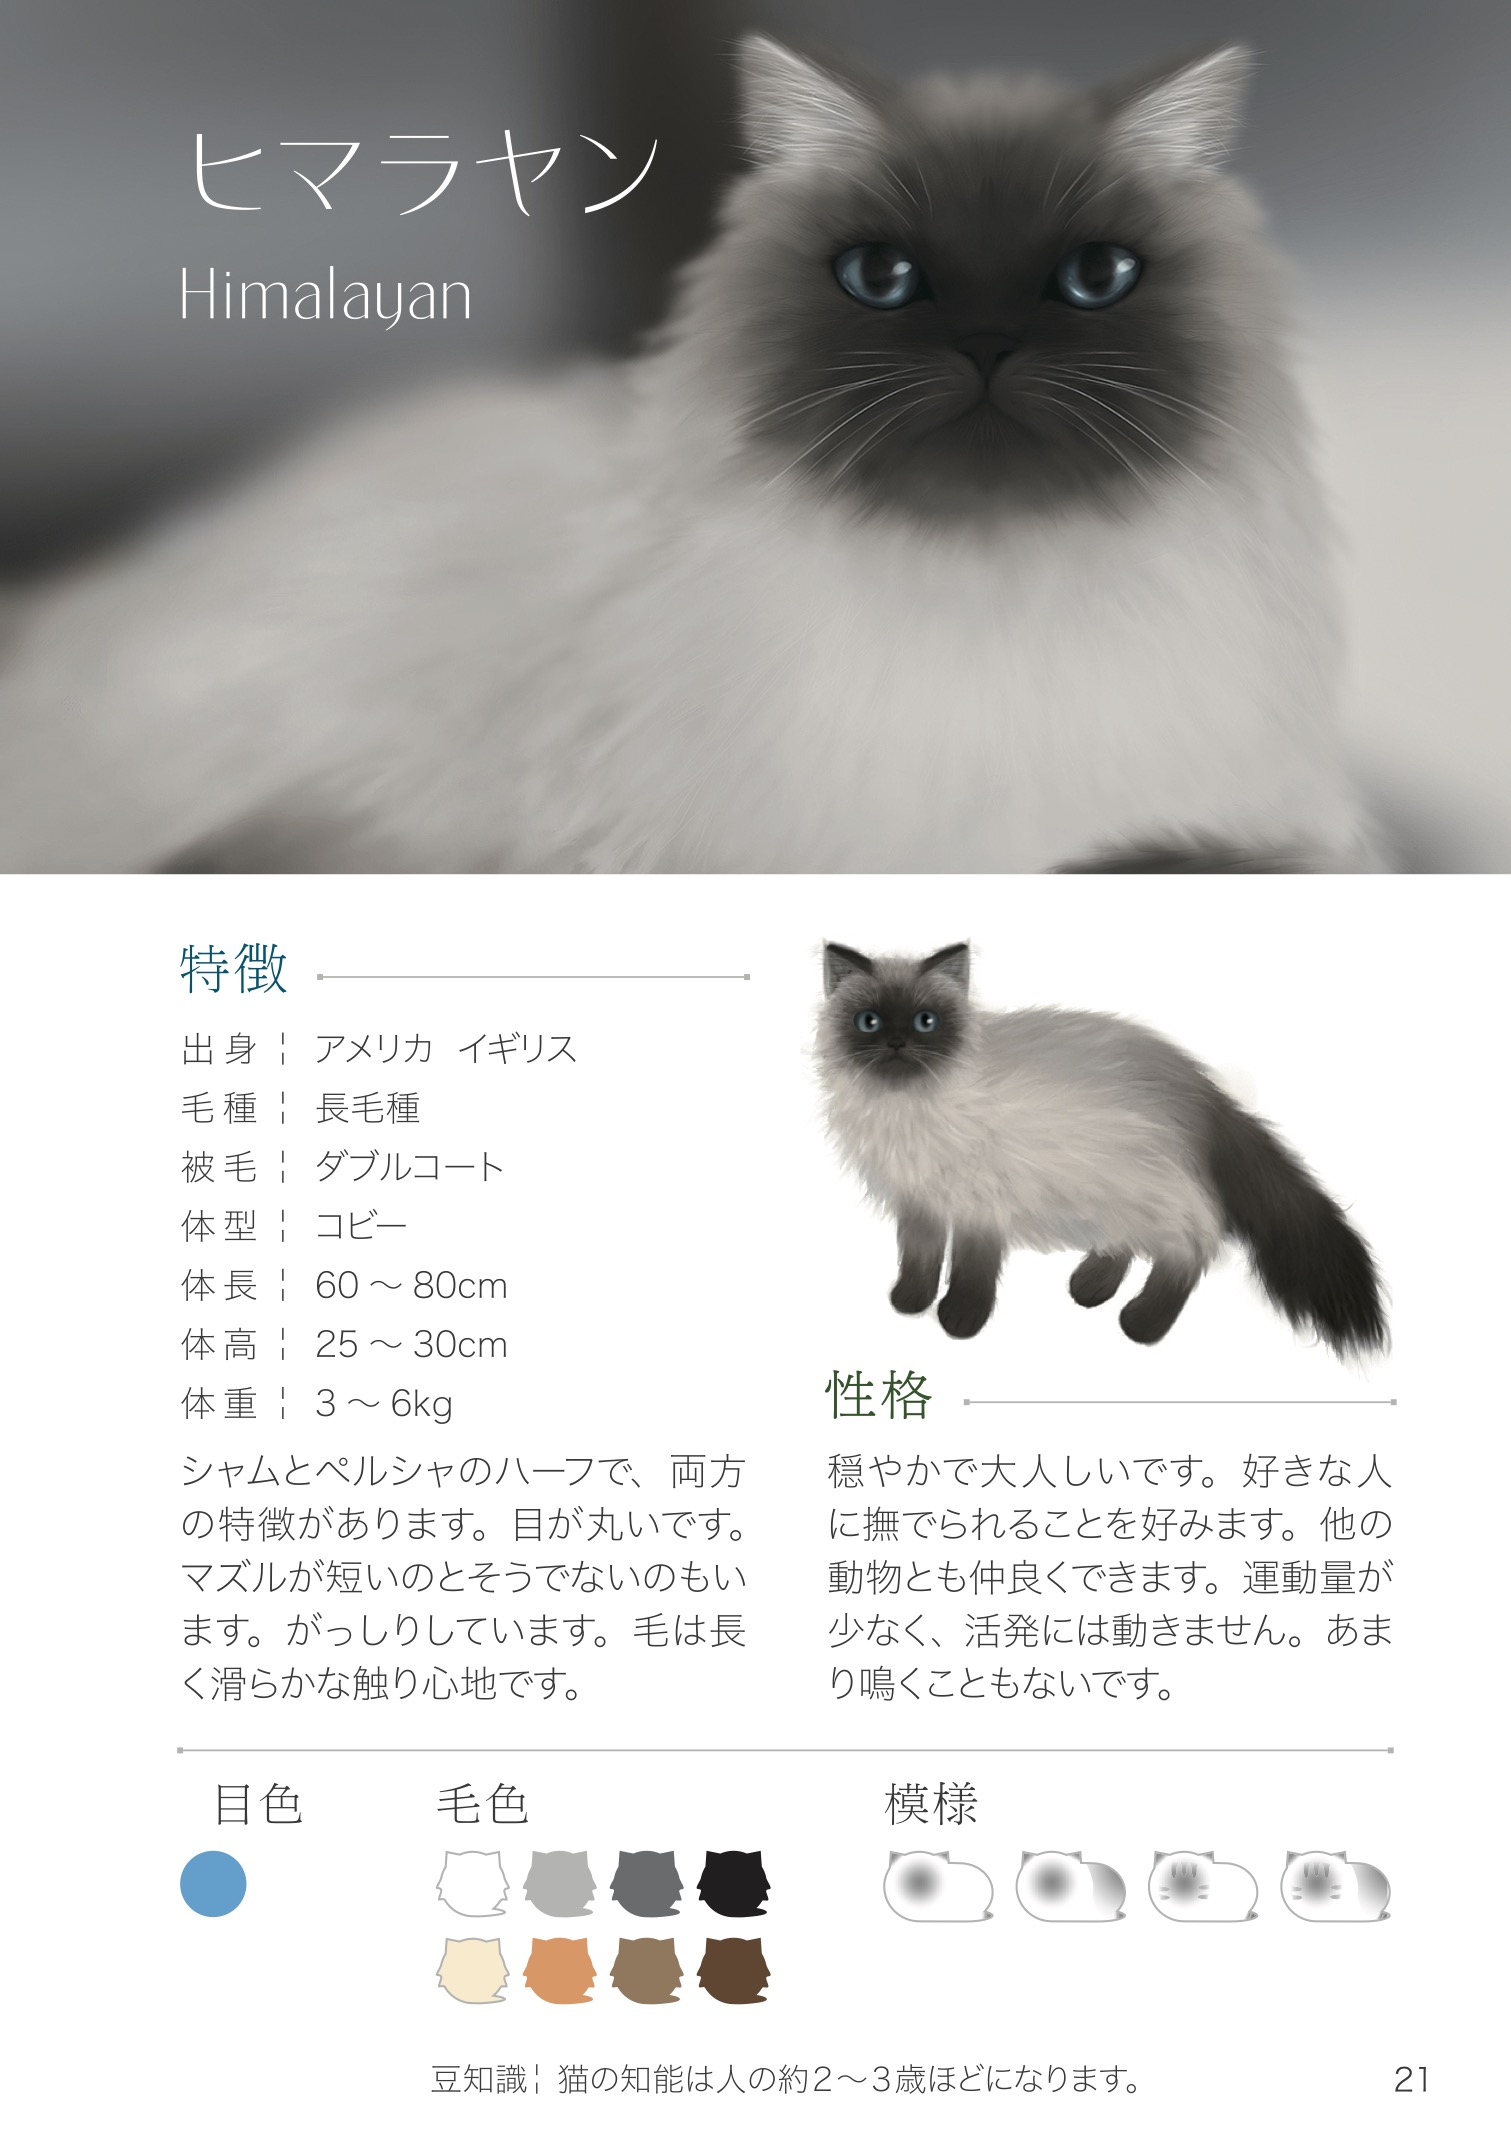 ヒマラヤン
Himalayan
特徴
出身¦ アメリカ イギリス
毛種¦ 長毛種
被毛¦ ダブルコート
体型¦ コビー
体長¦ 60 〜 80cm
体高¦ 25 〜 30cm
体重¦ 3 〜 6kg
シャムとペルシャのハーフで、両方
の特徴があります。目が丸いです。
マズルが短いのとそうでないのもい
ます。がっしりしています。毛は長
く滑らかな触り心地です。
性格
穏やかで大人しいです。好きな人
に撫でられることを好みます。他の
動物とも仲良くできます。運動量が
少なく、活発には動きません。あま
り鳴くこともないです。
目色
毛色
模様
豆知識¦ 猫の知能は人の約2〜3歳ほどになります。
21